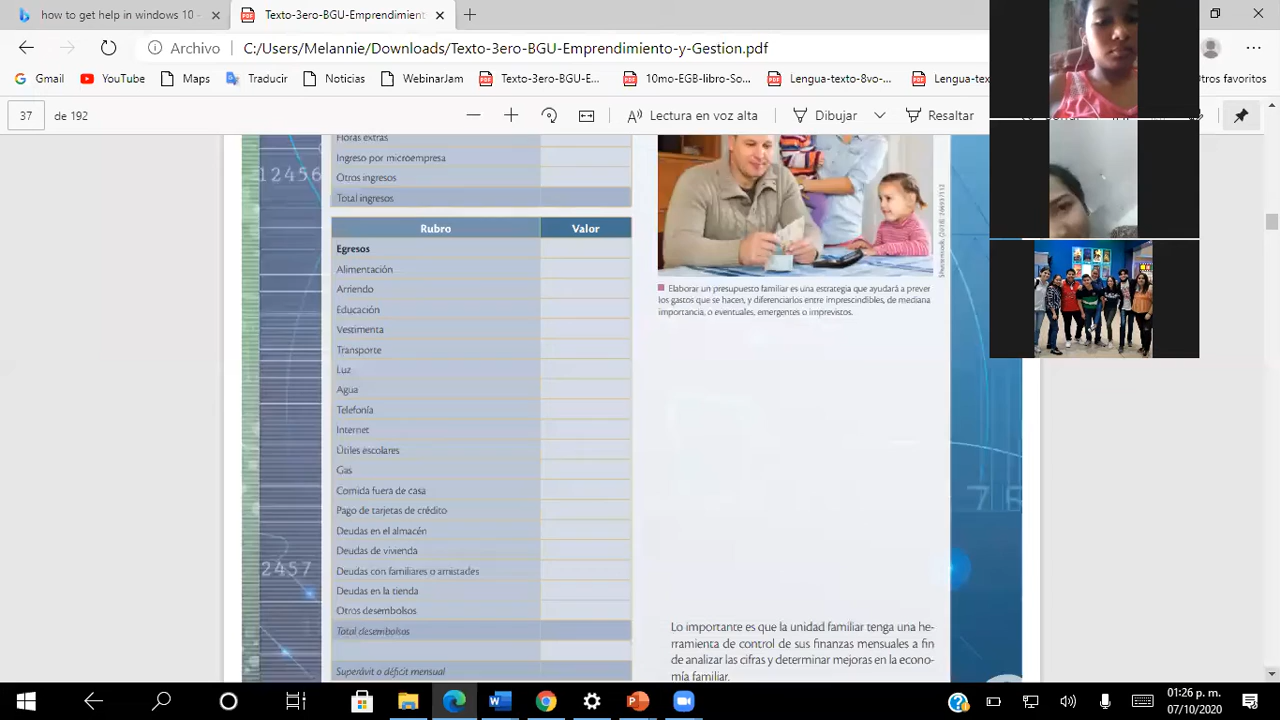 how to get help in windows 10 -
Texto-3ero-BGU-Emprendimiento-y
Archivo
C:/Users/Melannie/Downloads/Texto-3ero-BGU-Emprendimiento-y-Gestion.pdf
Gmail
YouTube
Maps
Traducir
Noticias
WebinarJam
Texto-3ero-BGU-E...
10mo-EGB-libro-So...
Lengua-texto-8vo-...
Otros favoritos
37
de 192
Lectura en voz alta
Dibujar
Resaltar
12456
Horas extras
Ingreso por microempresa
Otros ingresos
Total ingresos
Rubro Valor
Egresos
Alimentación
Arriendo
Educación
Vestimenta
Transporte
Luz
Agua
Telefonía
Internet
Útiles escolares
Gas
Comida fuera de casa
Pago de tarjetas de crédito
Deudas en el almacén
Deudas de vivienda
Deudas con familiares o amistades
Deudas en la tienda
Otros desembolsos
Total desembolsos
Superávit o déficit mensual
2457
Elaborar un presupuesto familiar es una estrategia que ayudará a prever
los gastos que se hacen, y diferenciarlos entre imprescindibles, de mediana
importancia, o eventuales, emergentes o imprevistos.
Lo importante es que la unidad familiar tenga una he-
de control de sus finanzas mensuales a fin
de analizar las cifras y determinar mejoras en la econo-
01:26 p. m.
07/10/2020